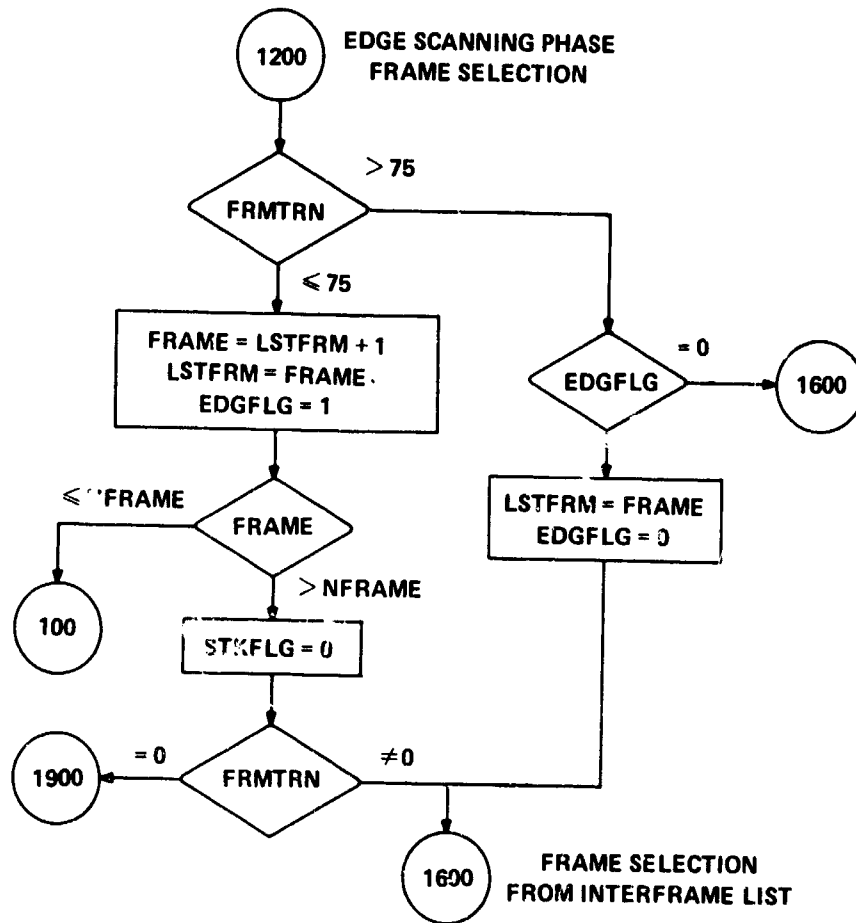 1200
EDGE SCANNING PHASE
FRAME SELECTION
> 75
FRMTRN
⩽ 75
FRAME = LSTFRM + 1
LSTFRM = FRAME
EDGFLG = 1
= 0
EDGFLG
1600
LSTFRM = FRAME
EDGFLG = 0
FRAME
> NFRAME
100
STKFLG = 0
= 0
≠0
1900
FRMTRN
1600
FRAME SELECTION
FROM INTERFRAME LIST